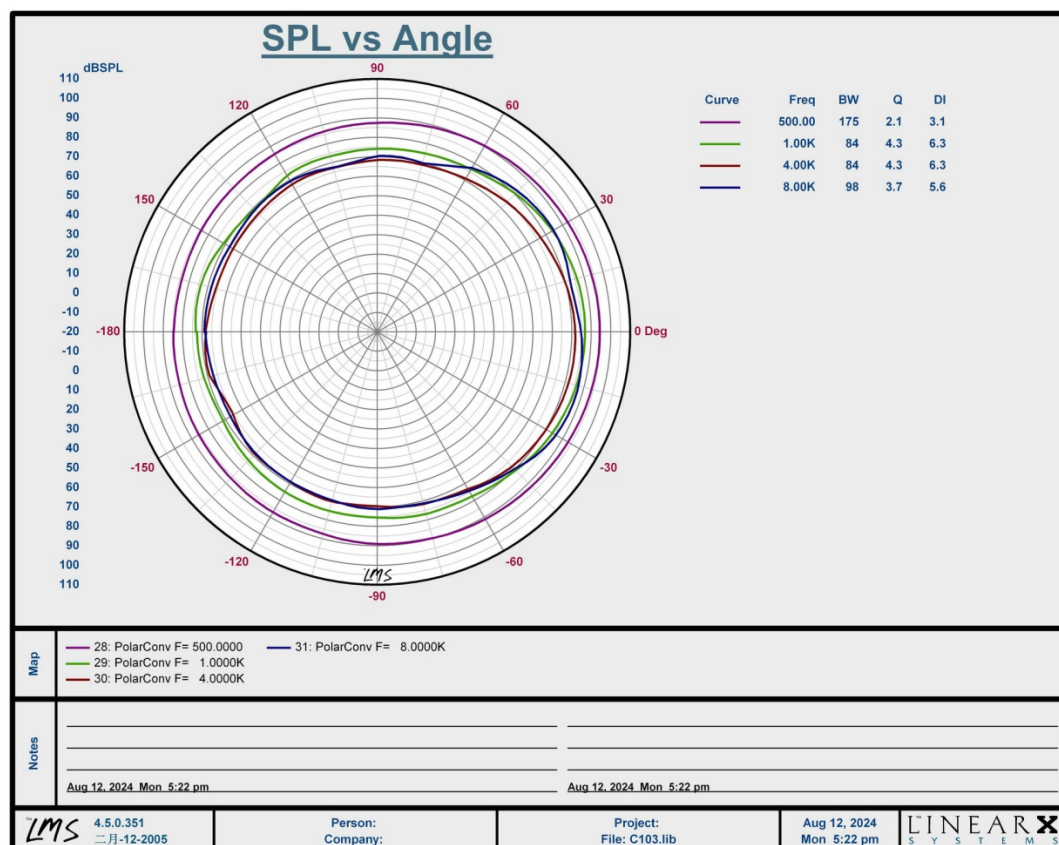 SPL vs Angle
dBSPL
110
100
90
80
70
60
50
40
30
20
10
0
-10
-20
-10
0
10
20
30
40
50
60
70
80
90
100
110
90
120
60
150
30
-180
0 Deg
-150
-30
-120
-60
-90
LMS
Curve Freq BW Q DI
500.00 175 2.1 3.1
1.00K 84 4.3 6.3
4.00K 84 4.3 6.3
8.00K 98 3.7 5.6
Map
28: PolarConv F= 500.0000
31: PolarConv F= 8.0000K
29: PolarConv F= 1.0000K
30: PolarConv F= 4.0000K
Notes
Aug 12, 2024 Mon 5:22 pm
Aug 12, 2024 Mon 5:22 pm
LMS
4.5.0.351
二月-12-2005
Person:
Company:
Project:
File: C103.lib
Aug 12, 2024
Mon 5:22 pm
LINEARX
SYSTEMS